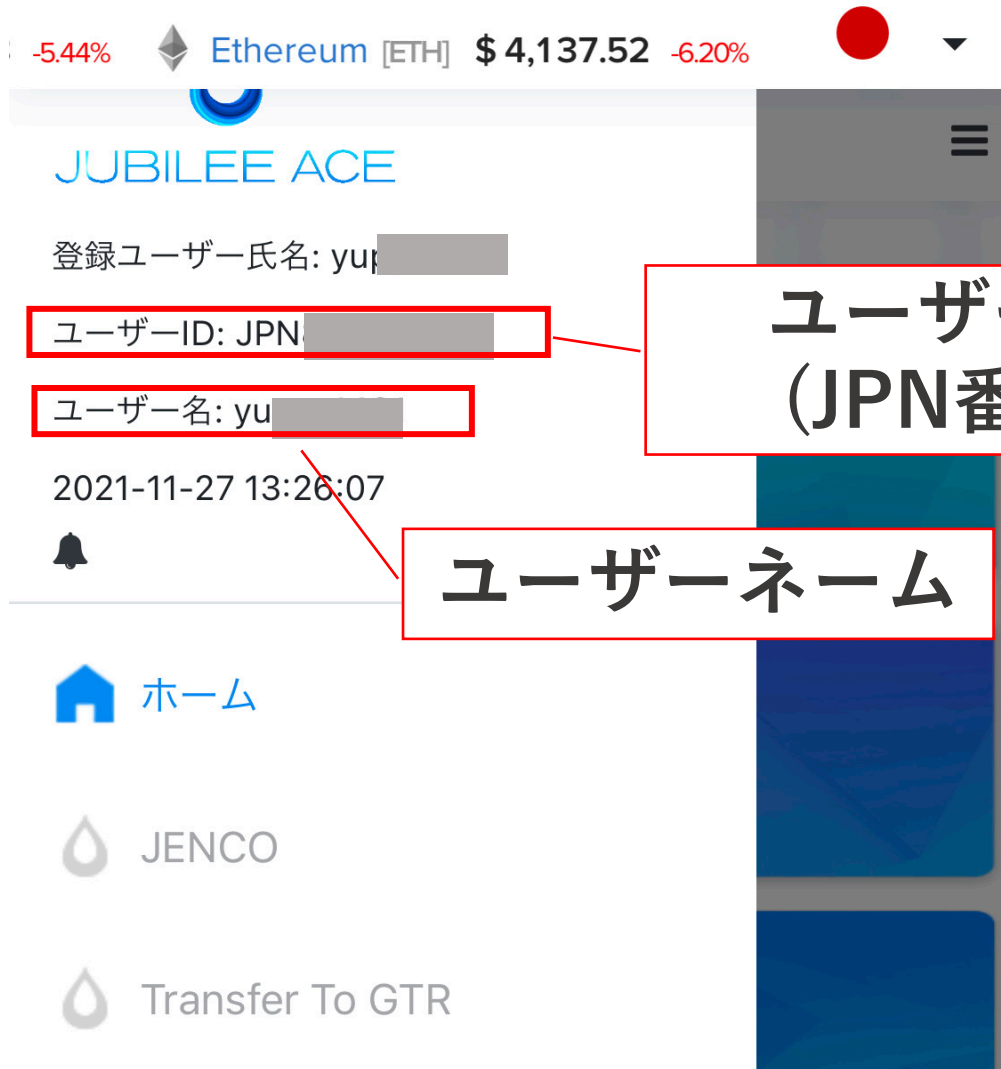 -5.44% Ethereum [ETH] $ 4,137.52 -6.20%
JUBILEE ACE
登録ユーザー氏名: yu
ユーザーID: JPN
ユーザー名: yu
2021-11-27 13:26:07
ユーザ
(JPN番
ユーザーネーム
ホーム
JENCO
Transfer To GTR